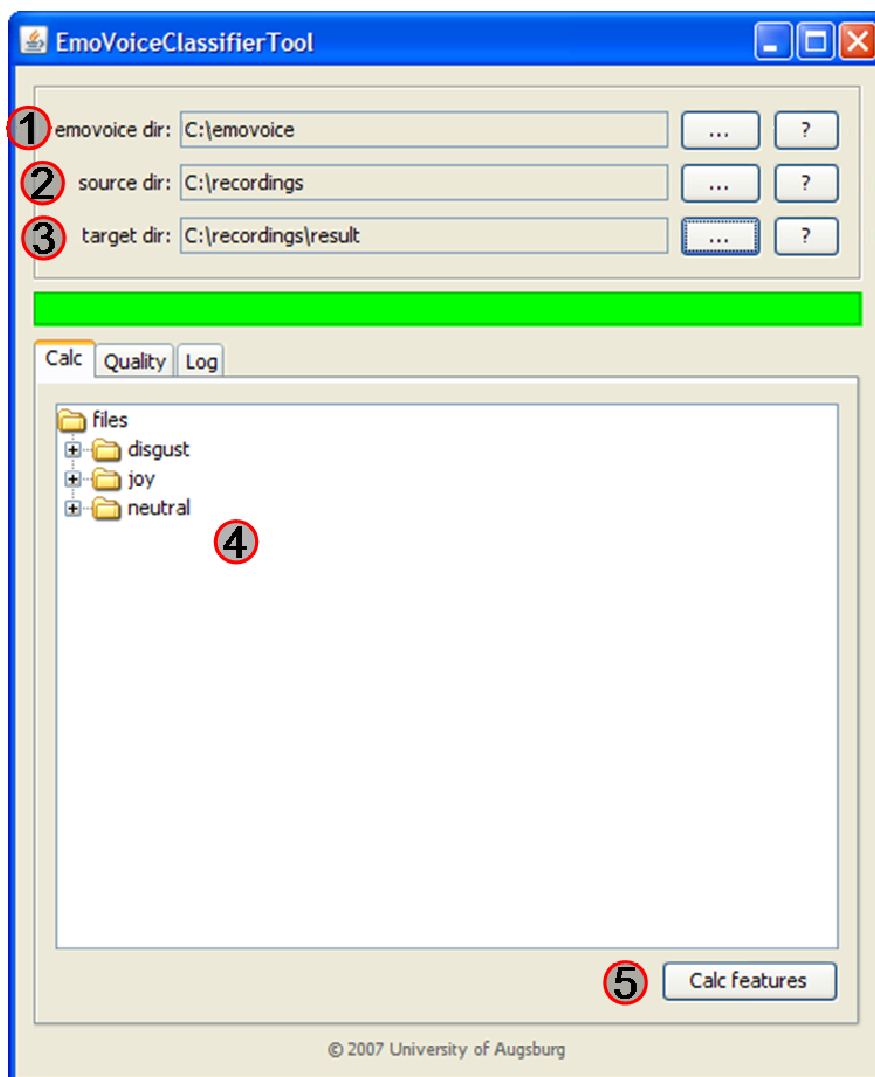 EmoVoiceClassifierTool
1 emovoice dir: C:\emovoice ... ?
2 source dir: C:\recordings ... ?
3 target dir: C:\recordings\result ... ?
Calc Quality Log
files
disgust
joy
neutral
4
5 Calc features
© 2007 University of Augsburg